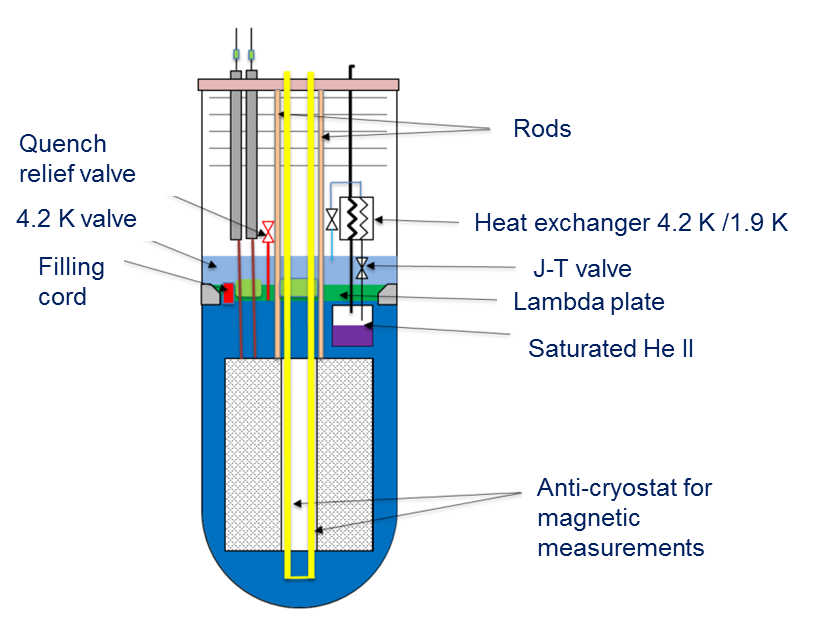 Quench
relief valve
4.2 K valve
Filling
cord
Rods
Heat exchanger 4.2 K /1.9 K
J-T valve
Lambda plate
Saturated He II
Anti-cryostat for
magnetic
measurements